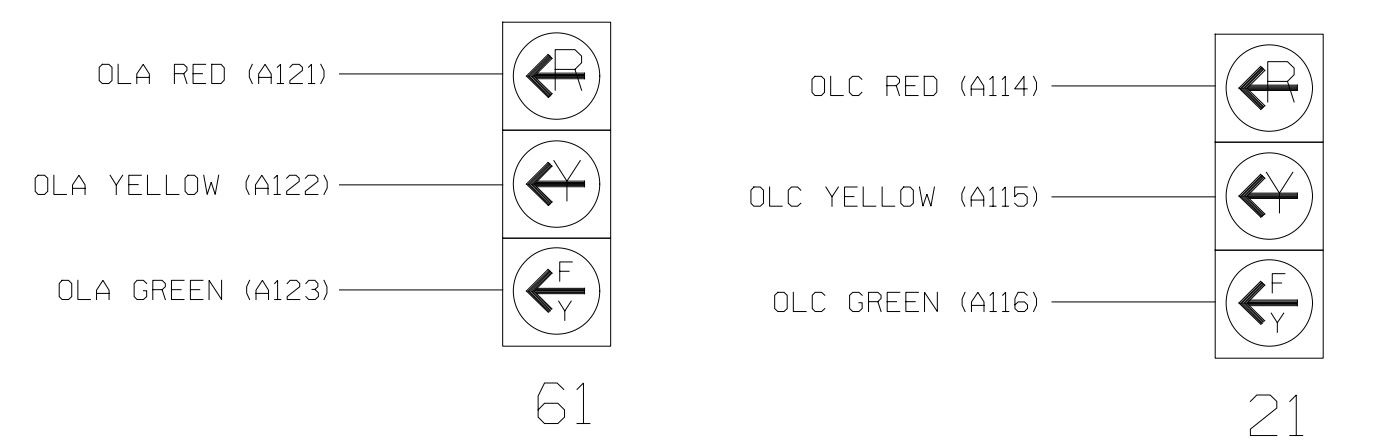 OLA RED (A121)
R
OLA YELLOW (A122)
Y
OLA GREEN (A123)
F
Y
61
OLC RED (A114)
R
OLC YELLOW (A115)
Y
OLC GREEN (A116)
F
Y
21